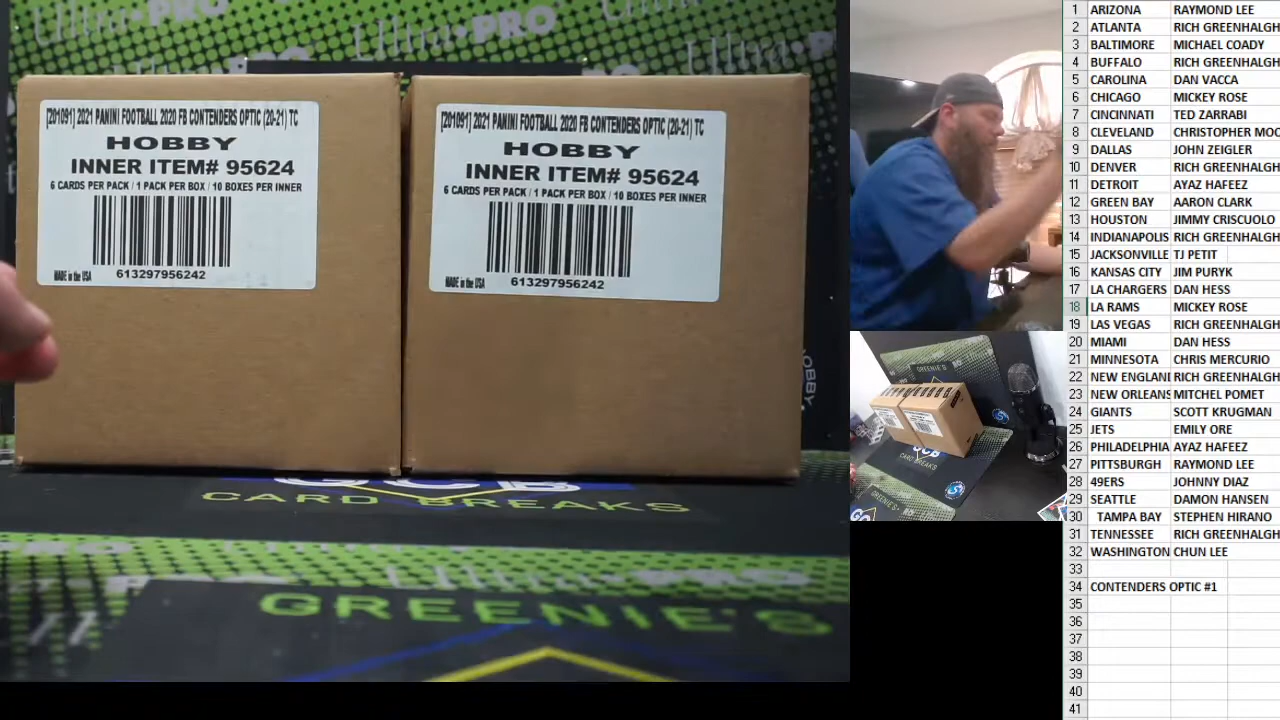 Ultra•PRO
[201091] 2021 PANINI FOOTBALL 2020 FB CONTENDERS OPTIC (20-21) TC
HOBBY
INNER ITEM# 95624
6 CARDS PER PACK / 1 PACK PER BOX / 10 BOXES PER INNER
MADE in the USA
613297956242
[201091] 2021 PANINI FOOTBALL 2020 FB CONTENDERS OPTIC (20-21) TC
HOBBY
INNER ITEM# 95624
6 CARDS PER PACK / 1 PACK PER BOX / 10 BOXES PER INNER
MADE in the USA
613297956242
HOBBY
GCB
CARD BREAKS
GREENIE'S
GREENIE'S
CARD BREAKS
GREENIE'S
1 ARIZONA RAYMOND LEE
2 ATLANTA RICH GREENHALGH
3 BALTIMORE MICHAEL COADY
4 BUFFALO RICH GREENHALGH
5 CAROLINA DAN VACCA
6 CHICAGO MICKEY ROSE
7 CINCINNATI TED ZARRABI
8 CLEVELAND CHRISTOPHER MOO
9 DALLAS JOHN ZEIGLER
10 DENVER RICH GREENHALGH
11 DETROIT AYAZ HAFEEZ
12 GREEN BAY AARON CLARK
13 HOUSTON JIMMY CRISCUOLO
14 INDIANAPOLIS RICH GREENHALGH
15 JACKSONVILLE TJ PETIT
16 KANSAS CITY JIM PURYK
17 LA CHARGERS DAN HESS
18 LA RAMS MICKEY ROSE
19 LAS VEGAS RICH GREENHALGH
20 MIAMI DAN HESS
21 MINNESOTA CHRIS MERCURIO
22 NEW ENGLAND RICH GREENHALGH
23 NEW ORLEANS MITCHEL POMET
24 GIANTS SCOTT KRUGMAN
25 JETS EMILY ORE
26 PHILADELPHIA AYAZ HAFEEZ
27 PITTSBURGH RAYMOND LEE
28 49ERS JOHNNY DIAZ
29 SEATTLE DAMON HANSEN
30 TAMPA BAY STEPHEN HIRANO
31 TENNESSEE RICH GREENHALGH
32 WASHINGTON CHUN LEE
33
34 CONTENDERS OPTIC #1
35
36
37
38
39
40
41